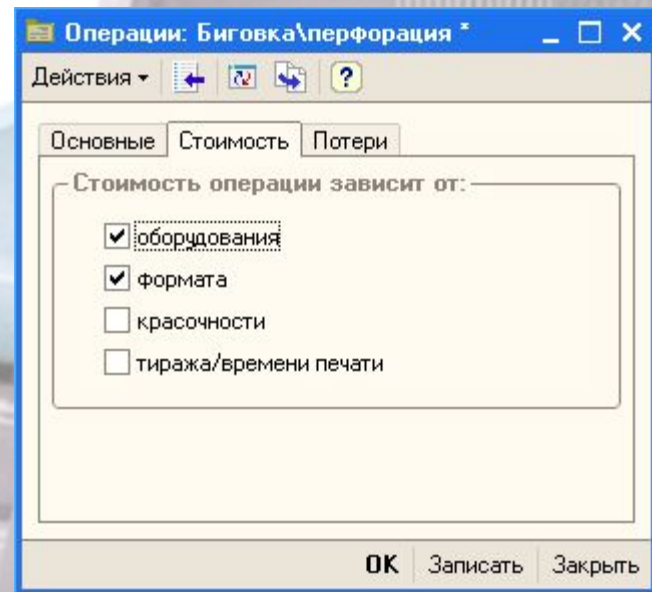 Операции: Биговка\перфорация *
Действия
Основные Стоимость Потери
Стоимость операции зависит от:
оборудования
формата
красочности
тиража/времени печати
OK Записать Закрыть